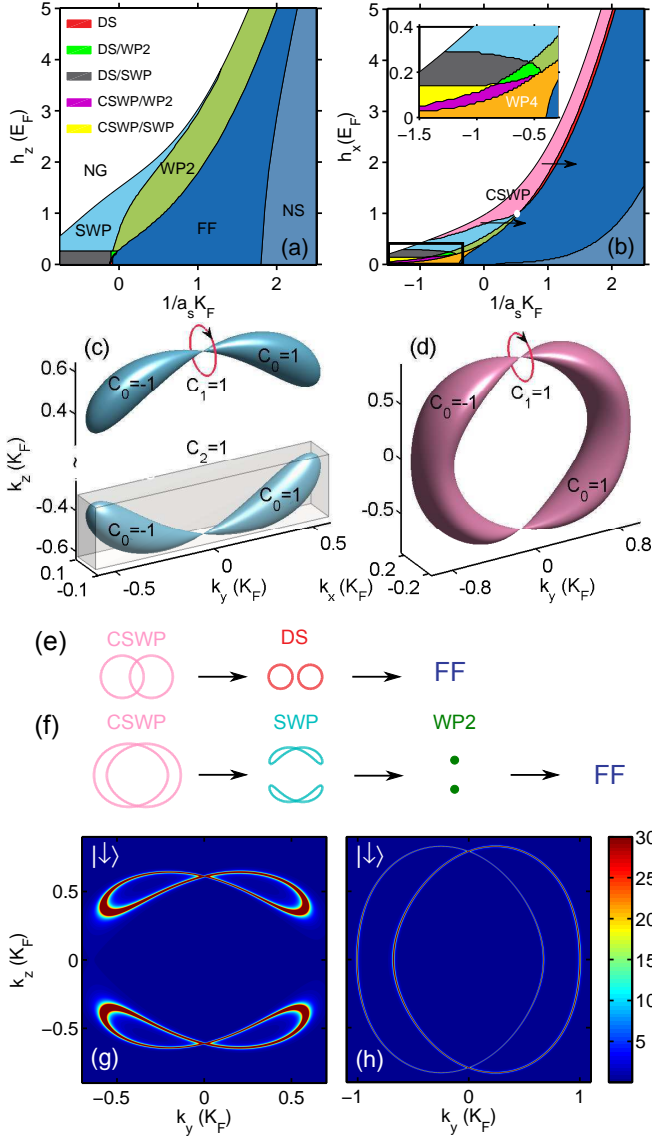 DS
DS/WP2
DS/SWP
CSWP/WP2
CSWP/SWP
NG
SWP
WP2
FF
NS
(a)
h_z(E_F)
5
4
3
2
1
0
0
1
2
1/a_sK_F
h_x(E_F)
5
4
3
2
1
0
0.4
0.2
0
−1.5
−1
−0.5
WP4
CSWP
(b)
−1
0
1
2
1/a_sK_F
(c)
C_0=-1
C_0=1
C_1=1
0.6
0.4
≈
k_z (K_F)
C_2=1
C_0=-1
C_0=1
-0.4
-0.6
0.1
-0.1
-0.5
0
0.5
k_y (K_F)
k_x (K_F)
(d)
C_0=-1
C_1=1
C_0=1
0.5
0
-0.5
0.2
-0.2
-0.8
0
0.8
k_y (K_F)
(e)
CSWP
DS
FF
(f)
CSWP
SWP
WP2
FF
|↓⟩
k_z (K_F)
0.5
0
−0.5
(g)
−0.5
0
0.5
k_y (K_F)
|↓⟩
(h)
−1
0
1
k_y (K_F)
30
25
20
15
10
5
0